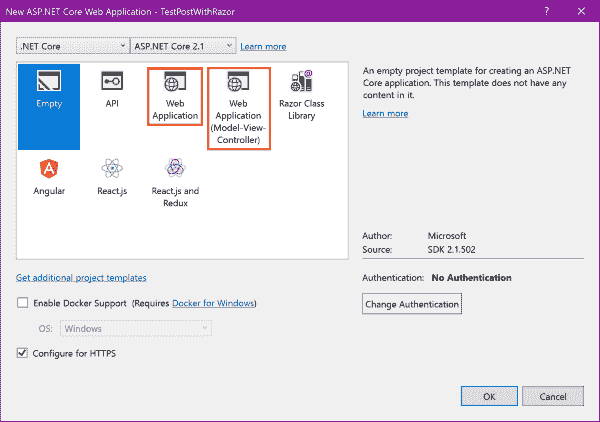 New ASP.NET Core Web Application - TestPostWithRazor
? ×
.NET Core ASP.NET Core 2.1 Learn more
Empty
API
Web
Application
Web
Application
(Model-View-
Controller)
Razor Class
Library
Angular
React.js
React.js and
Redux
An empty project template for creating an ASP.NET
Core application. This template does not have any
content in it.
Learn more
Author: Microsoft
Source: SDK 2.1.502
Get additional project templates
Authentication: No Authentication
Change Authentication
Enable Docker Support (Requires Docker for Windows)
OS: Windows
Configure for HTTPS
OK Cancel